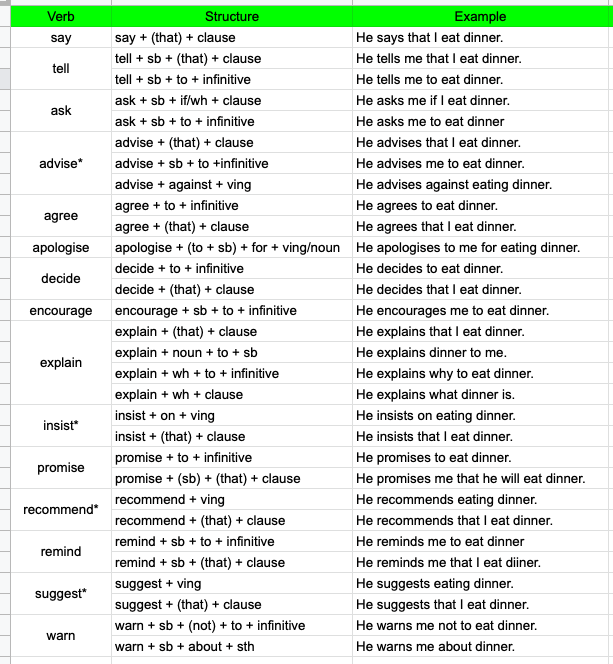 Verb Structure Example
say say + (that) + clause He says that I eat dinner.
tell tell + sb + (that) + clause He tells me that I eat dinner.
tell + sb + to + infinitive He tells me to eat dinner.
ask ask + sb + if/wh + clause He asks me if I eat dinner.
ask + sb + to + infinitive He asks me to eat dinner
advise* advise + (that) + clause He advises that I eat dinner.
advise + sb + to +infinitive He advises me to eat dinner.
advise + against + ving He advises against eating dinner.
agree agree + to + infinitive He agrees to eat dinner.
agree + (that) + clause He agrees that I eat dinner.
apologise apologise + (to + sb) + for + ving/noun He apologises to me for eating dinner.
decide decide + to + infinitive He decides to eat dinner.
decide + (that) + clause He decides that I eat dinner.
encourage encourage + sb + to + infinitive He encourages me to eat dinner.
explain explain + (that) + clause He explains that I eat dinner.
explain + noun + to + sb He explains dinner to me.
explain + wh + to + infinitive He explains why to eat dinner.
explain + wh + clause He explains what dinner is.
insist* insist + on + ving He insists on eating dinner.
insist + (that) + clause He insists that I eat dinner.
promise promise + to + infinitive He promises to eat dinner.
promise + (sb) + (that) + clause He promises me that he will eat dinner.
recommend* recommend + ving He recommends eating dinner.
recommend + (that) + clause He recommends that I eat dinner.
remind remind + sb + to + infinitive He reminds me to eat dinner
remind + sb + (that) + clause He reminds me that I eat diiner.
suggest* suggest + ving He suggests eating dinner.
suggest + (that) + clause He suggests that I eat dinner.
warn warn + sb + (not) + to + infinitive He warns me not to eat dinner.
warn + sb + about + sth He warns me about dinner.